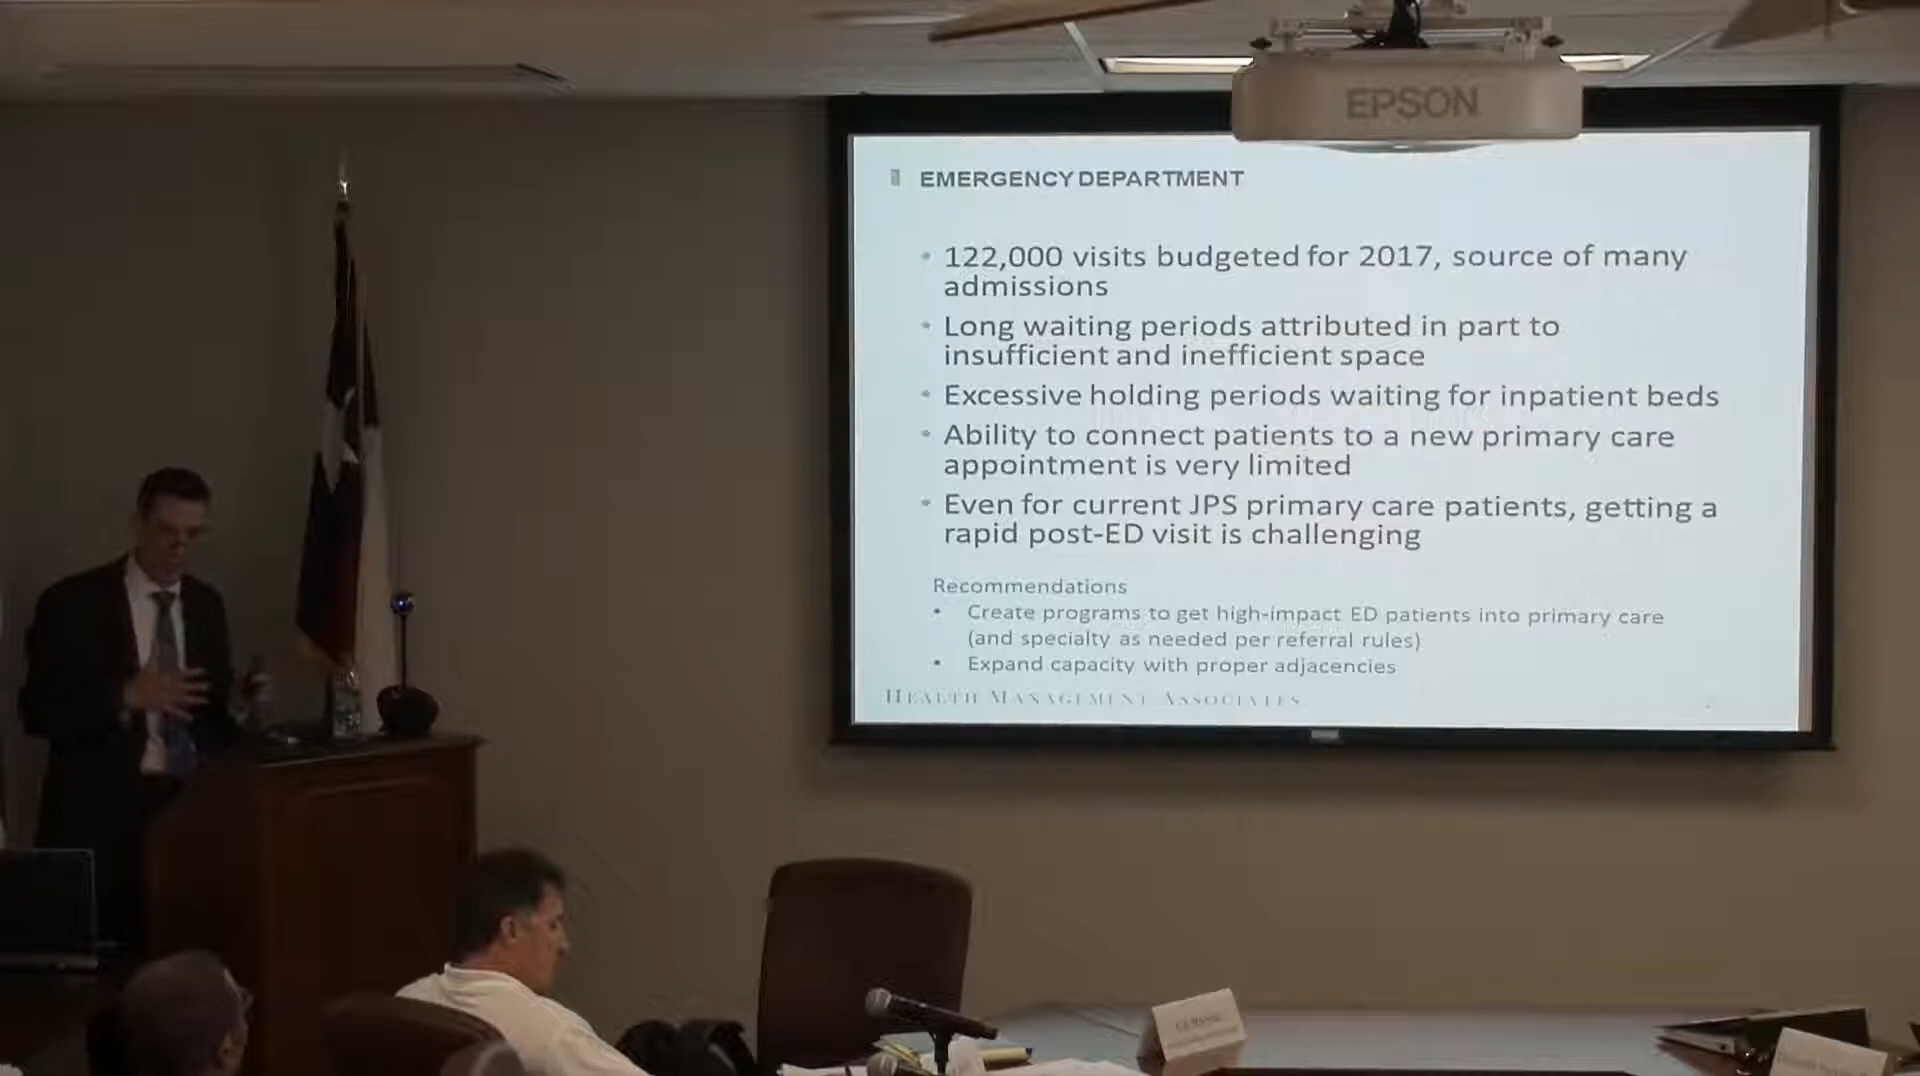 EPSON
EMERGENCY DEPARTMENT
• 122,000 visits budgeted for 2017, source of many
admissions
• Long waiting periods attributed in part to
insufficient and inefficient space
• Excessive holding periods waiting for inpatient beds
• Ability to connect patients to a new primary care
appointment is very limited
• Even for current JPS primary care patients, getting a
rapid post-ED visit is challenging
Recommendations
• Create programs to get high-impact ED patients into primary care
(and specialty as needed per referral rules)
• Expand capacity with proper adjacencies
HEALTH MANAGEMENT ASSOCIATES